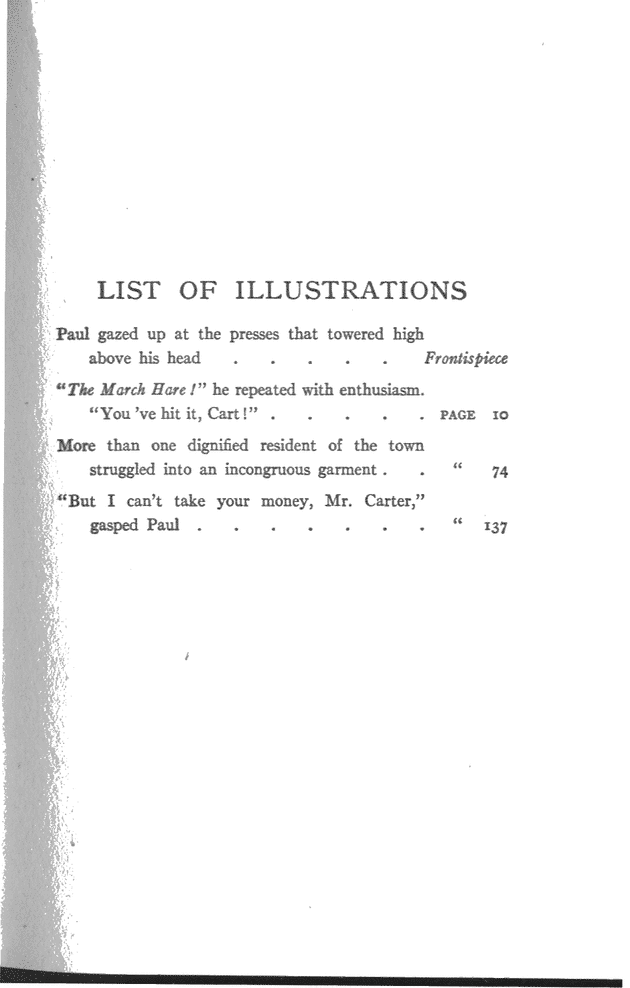 LIST OF ILLUSTRATIONS
Paul gazed up at the presses that towered high
above his head . . . . . Frontispiece
“The March Hare!” he repeated with enthusiasm.
“You 've hit it, Cart!” . . . . . PAGE 10
More than one dignified resident of the town
struggled into an incongruous garment . . “ 74
“But I can't take your money, Mr. Carter,”
gasped Paul . . . . . . . “ 137